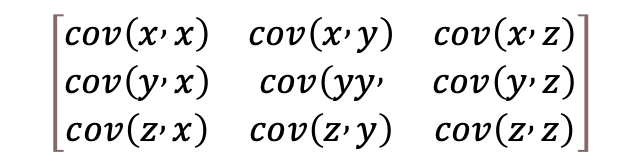 cov(x, x) cov(x, y) cov(x, z)
cov(y, x) cov(yy,
cov(y, z)
cov(z, x) cov(z, y) cov(z, z)